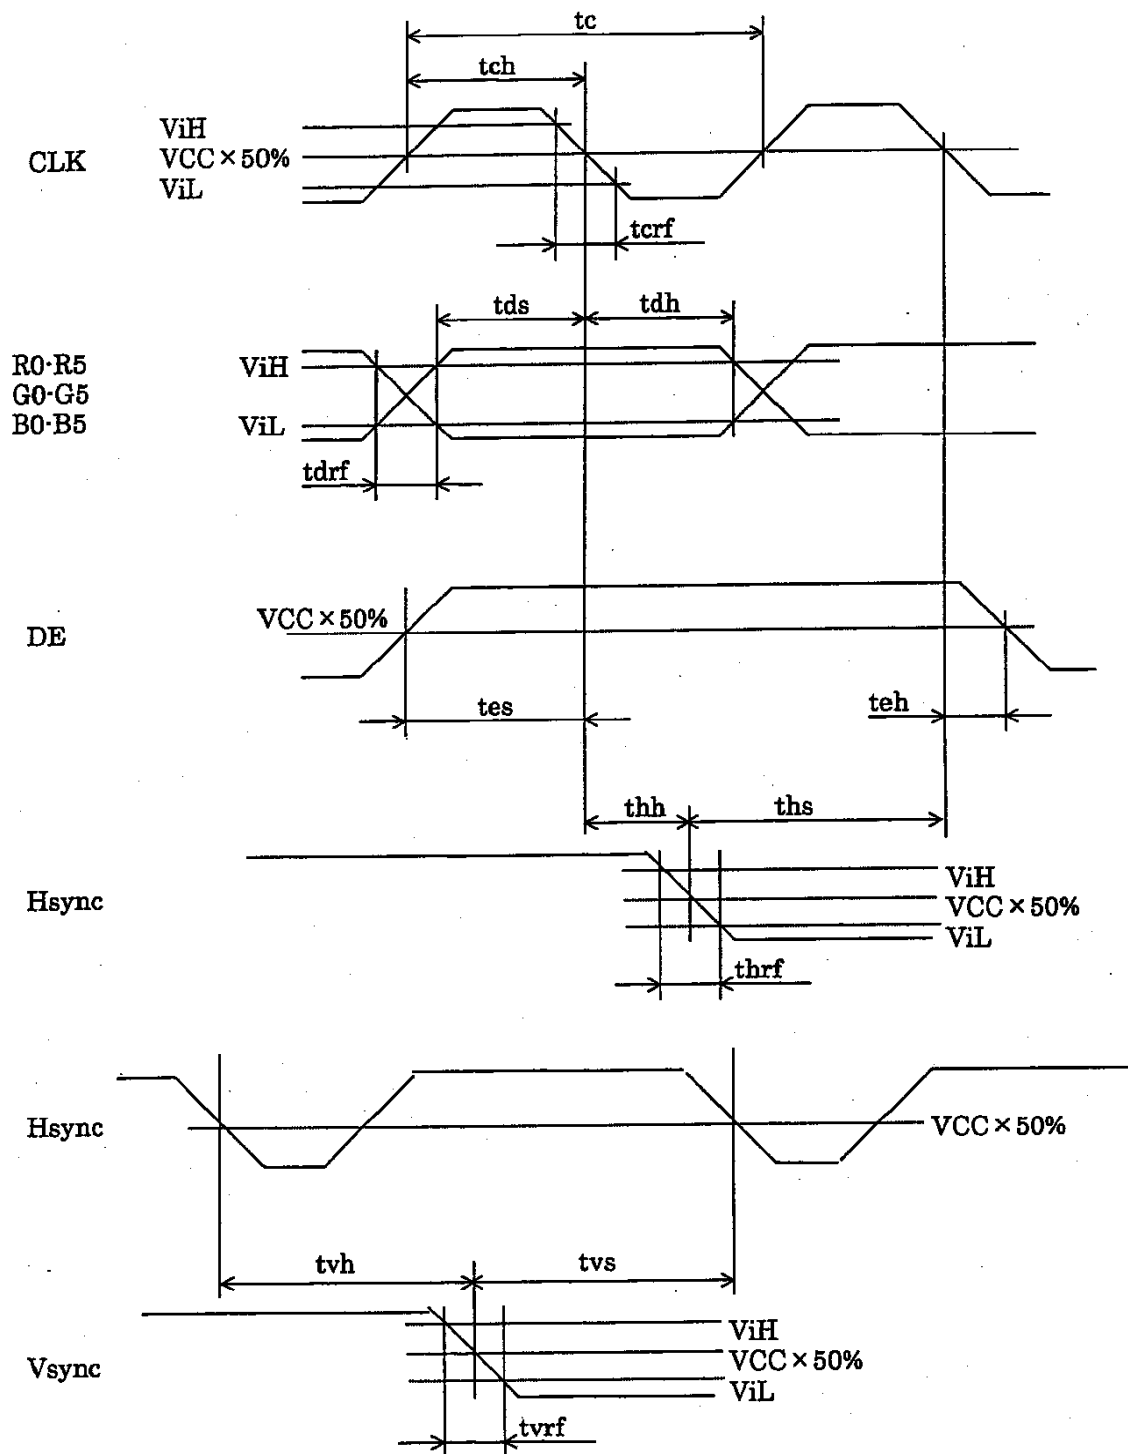 tc
tch
ViH
CLK
VCC×50%
ViL
tcrf
tds
tdh
R0-R5
ViH
G0-G5
B0-B5
ViL
tdrf
VCC×50%
DE
tes
teh
thh
ths
ViH
Hsync
VCC×50%
ViL
thrf
Hsync
VCC×50%
tvh
tvs
ViH
Vsync
VCC×50%
ViL
tvrf